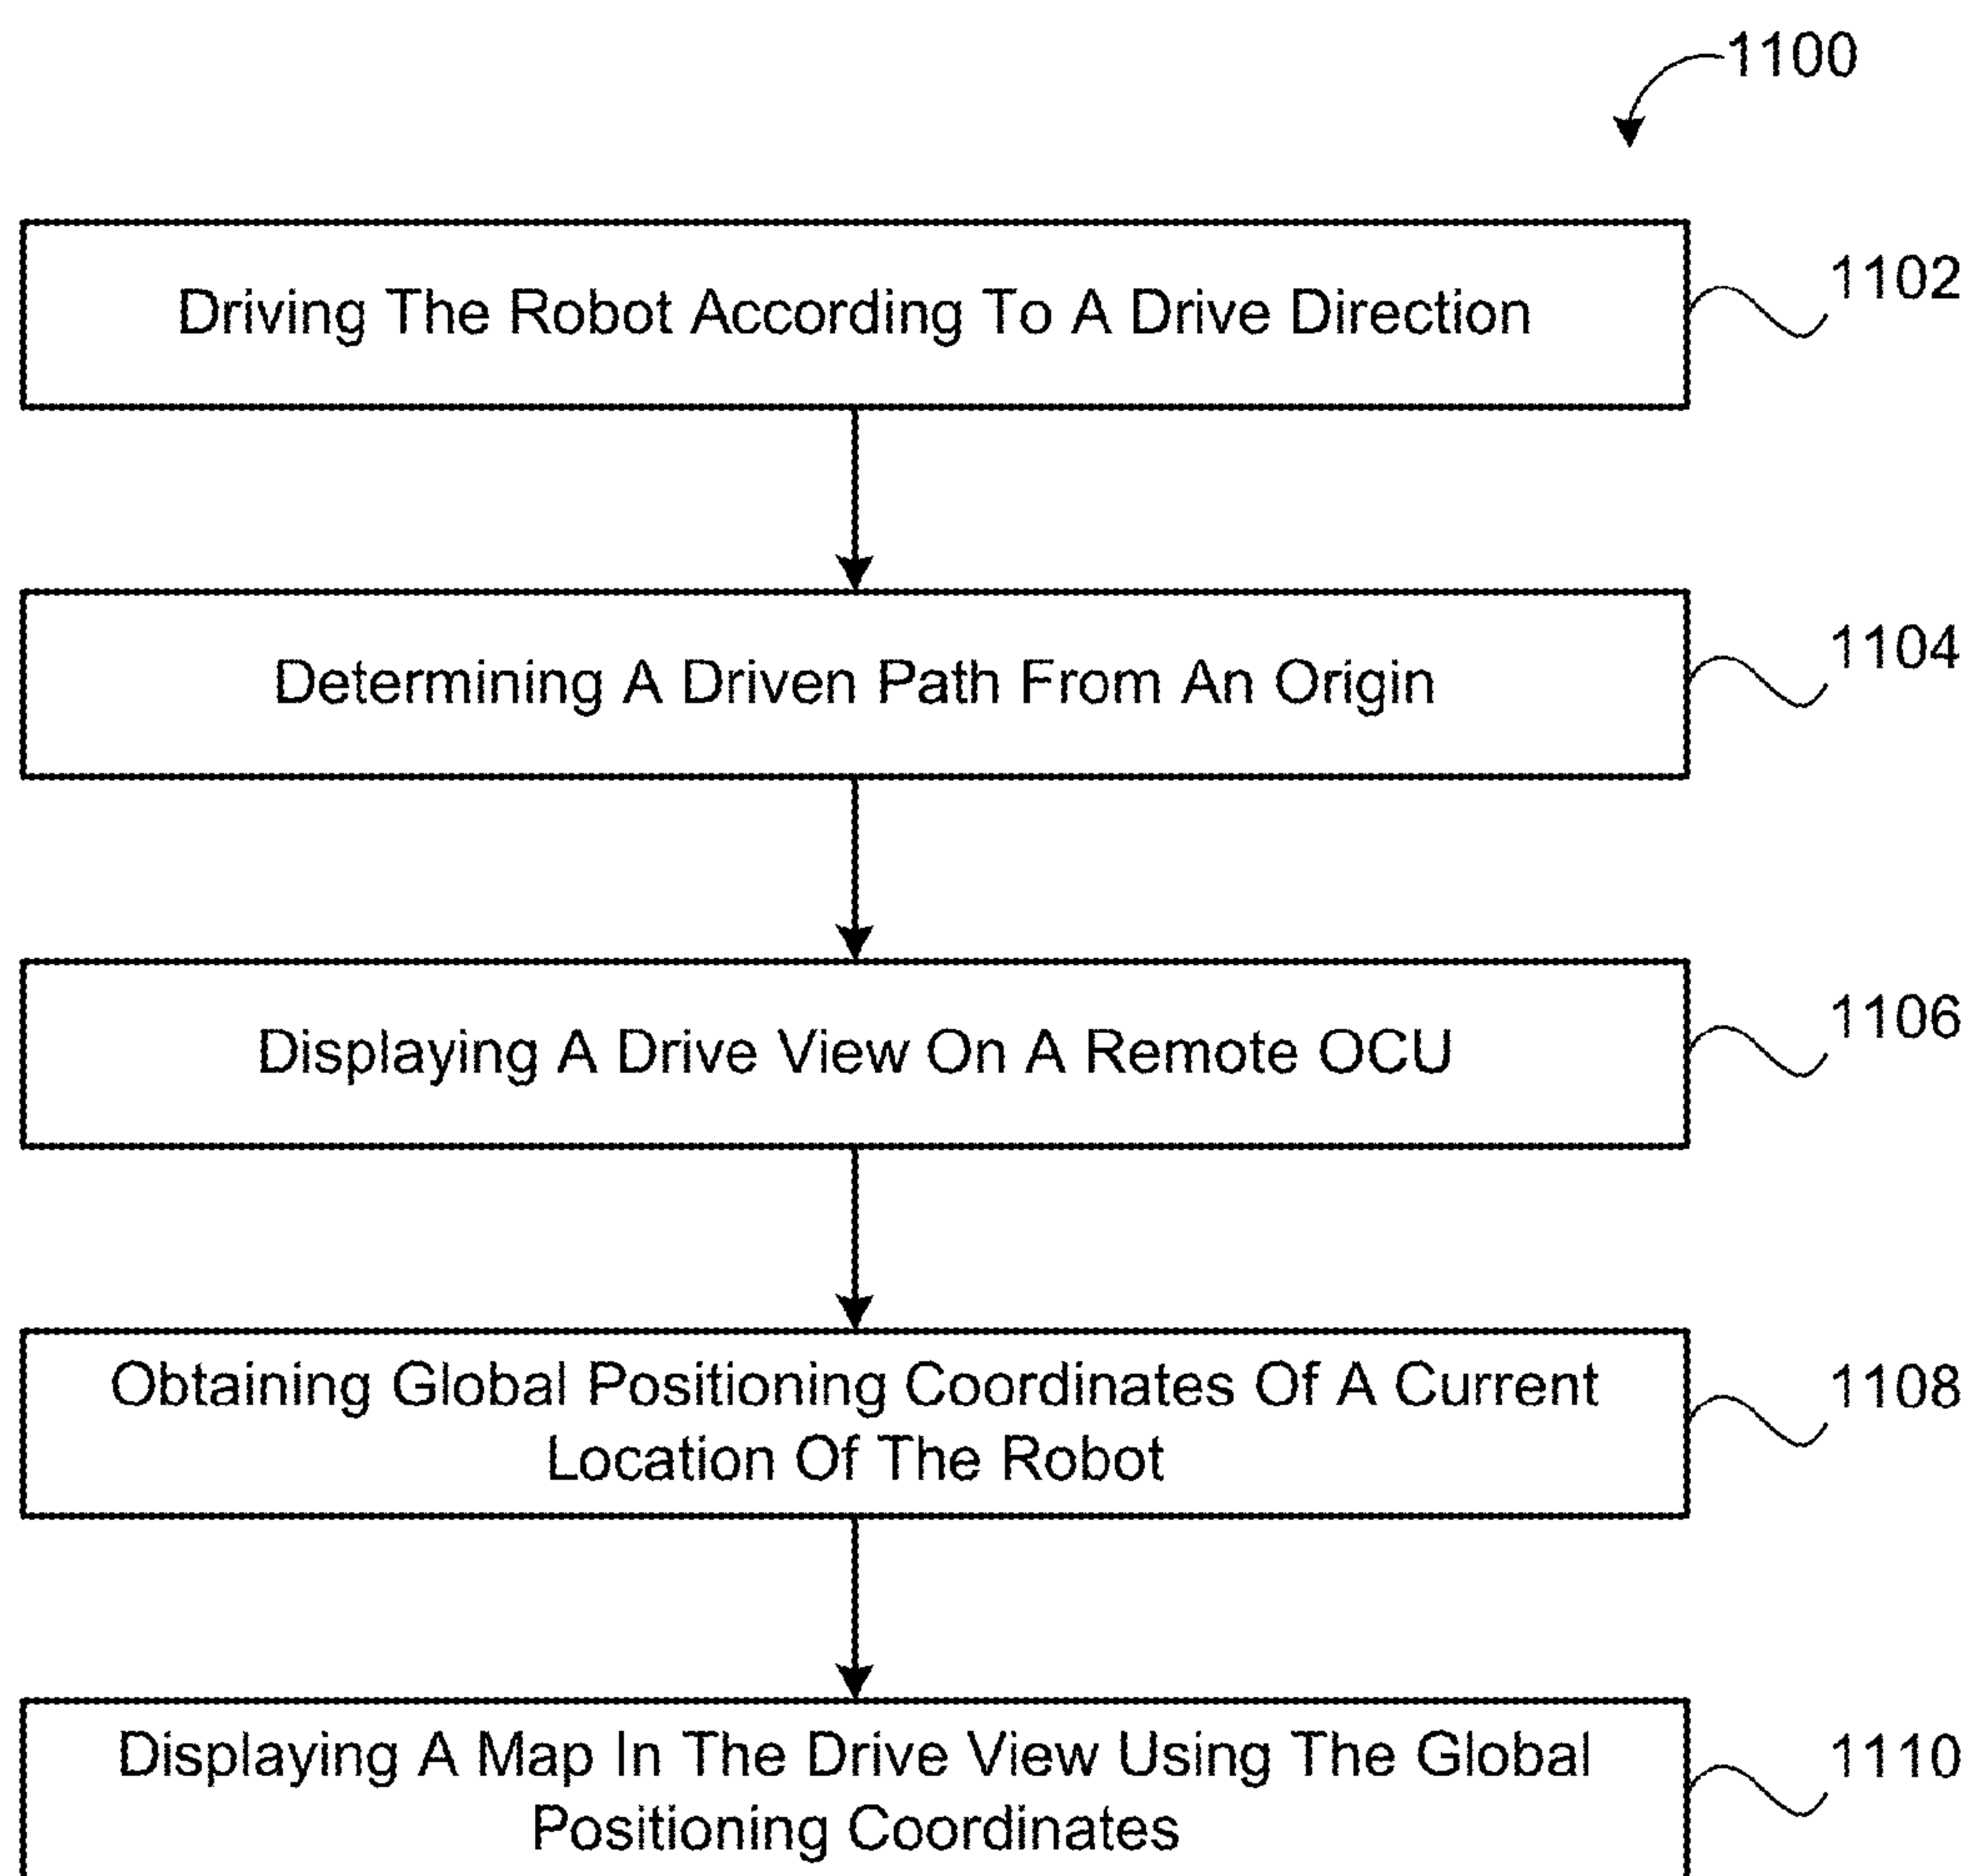 1100
Driving The Robot According To A Drive Direction
1102
Determining A Driven Path From An Origin
1104
Displaying A Drive View On A Remote OCU
1106
Obtaining Global Positioning Coordinates Of A Current
Location Of The Robot
1108
Displaying A Map In The Drive View Using The Global
Positioning Coordinates
1110